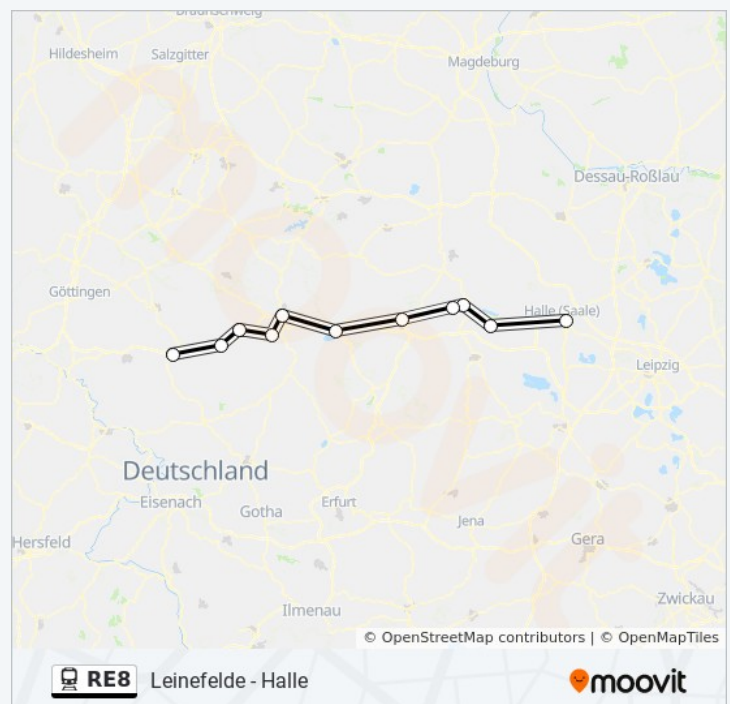 Braunschweig
Hildesheim
Salzgitter
Magdeburg
Dessau-Roßlau
Göttingen
Halle (Saale)
Leipzig
Deutschland
Eisenach
Gotha
Erfurt
Jena
Gera
Hersfeld
Zwickau
Ilmenau
moovit
© OpenStreetMap contributors | © OpenMapTiles
RE8 Leinefelde - Halle
moovit